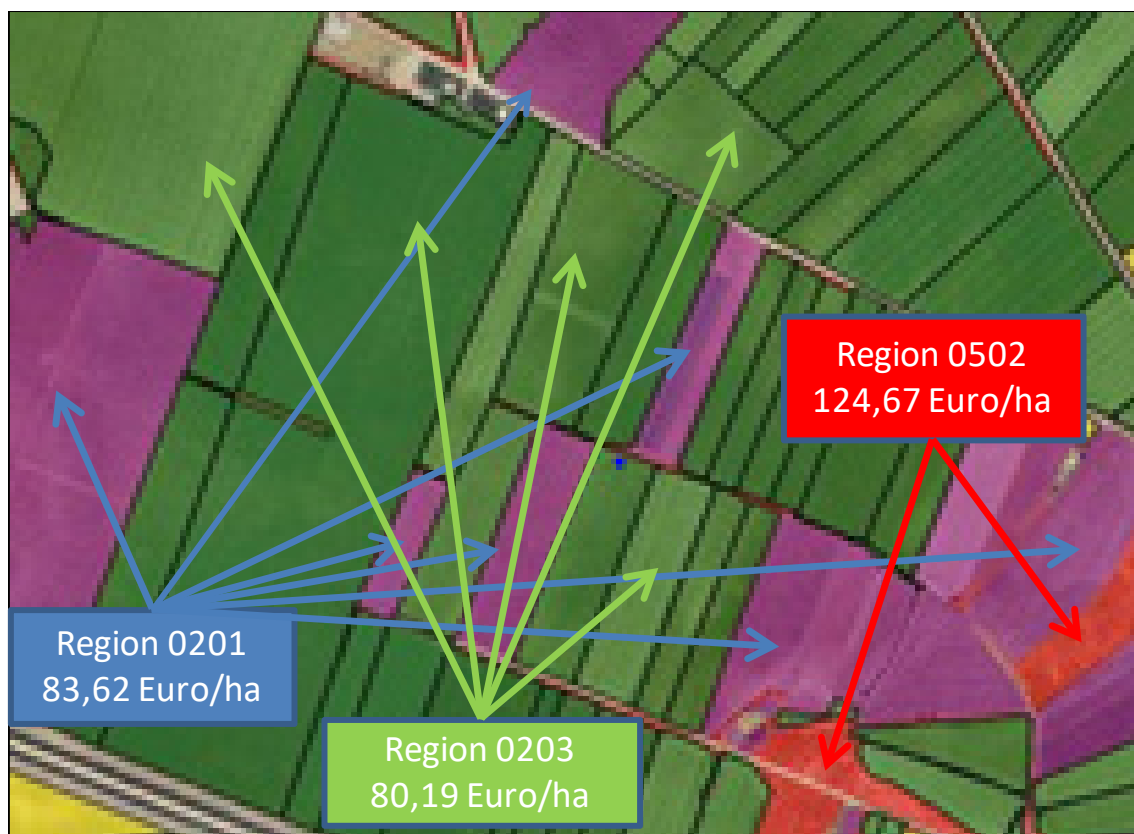 Region 0502
124,67 Euro/ha
Region 0201
83,62 Euro/ha
Region 0203
80,19 Euro/ha